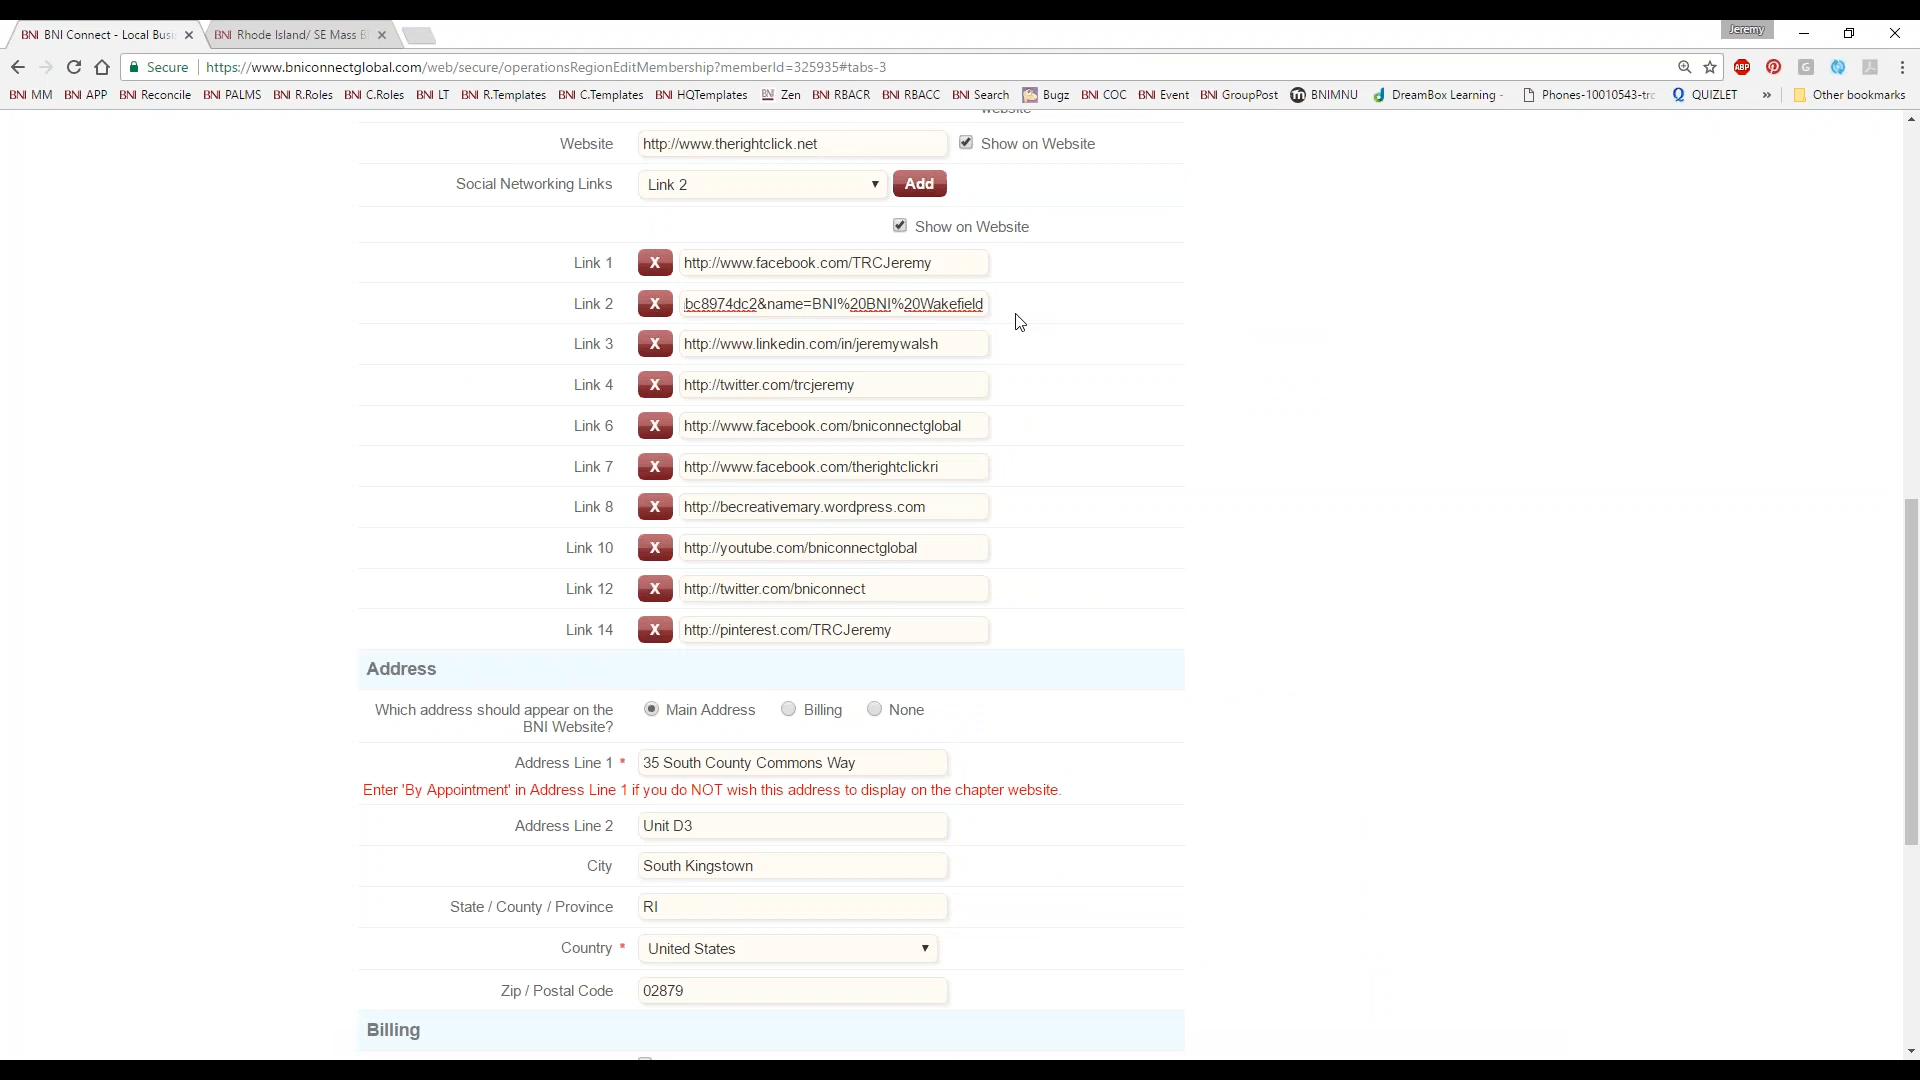 BNI BNI Connect - Local Busi
BNI Rhode Island/ SE Mass B
Jeremy
Secure https://www.bniconnectglobal.com/web/secure/operationsRegionEditMembership?memberId=325935#tabs-3
ABP
BNI MM BNI APP BNI Reconcile BNI PALMS BNI R.Roles BNI C.Roles BNI LT BNI R.Templates BNI C.Templates BNI HQTemplates BNI Zen BNI RBACR BNI RBACC BNI Search Bugz BNI COC BNI Event BNI GroupPost m BNIMNU DreamBox Learning - Phones-10010543-trc Q QUIZLET » Other bookmarks
website
Website http://www.therightclick.net Show on Website
Social Networking Links Link 2 Add
Show on Website
Link 1 X http://www.facebook.com/TRCJeremy
Link 2 X bc8974dc2&name=BNI%20BNI%20Wakefield
Link 3 X http://www.linkedin.com/in/jeremywalsh
Link 4 X http://twitter.com/trcjeremy
Link 6 X http://www.facebook.com/bniconnectglobal
Link 7 X http://www.facebook.com/therightclickri
Link 8 X http://becreativemary.wordpress.com
Link 10 X http://youtube.com/bniconnectglobal
Link 12 X http://twitter.com/bniconnect
Link 14 X http://pinterest.com/TRCJeremy
Address
Which address should appear on the
BNI Website?
Main Address Billing None
Address Line 1 * 35 South County Commons Way
Enter 'By Appointment' in Address Line 1 if you do NOT wish this address to display on the chapter website.
Address Line 2 Unit D3
City South Kingstown
State / County / Province RI
Country * United States
Zip / Postal Code 02879
Billing